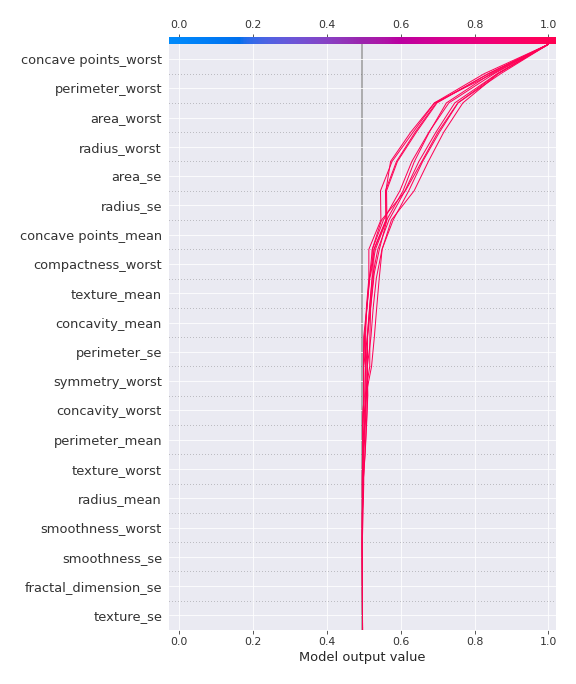 0.0 0.2 0.4 0.6 0.8 1.0
concave points_worst
perimeter_worst
area_worst
radius_worst
area_se
radius_se
concave points_mean
compactness_worst
texture_mean
concavity_mean
perimeter_se
symmetry_worst
concavity_worst
perimeter_mean
texture_worst
radius_mean
smoothness_worst
smoothness_se
fractal_dimension_se
texture_se
0.0 0.2 0.4 0.6 0.8 1.0
Model output value